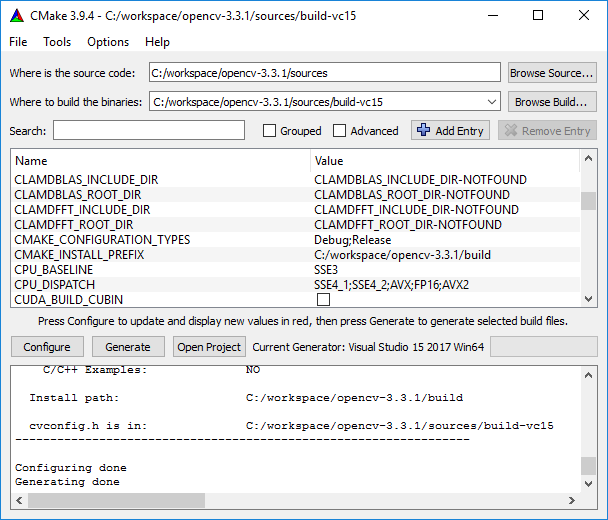 CMake 3.9.4 - C:/workspace/opencv-3.3.1/sources/build-vc15
File Tools Options Help
Where is the source code: C:/workspace/opencv-3.3.1/sources Browse Source...
Where to build the binaries: C:/workspace/opencv-3.3.1/sources/build-vc15 Browse Build...
Search: Grouped Advanced Add Entry Remove Entry
Name Value
CLAMDBLAS_INCLUDE_DIR CLAMDBLAS_INCLUDE_DIR-NOTFOUND
CLAMDBLAS_ROOT_DIR CLAMDBLAS_ROOT_DIR-NOTFOUND
CLAMDFFT_INCLUDE_DIR CLAMDFFT_INCLUDE_DIR-NOTFOUND
CLAMDFFT_ROOT_DIR CLAMDFFT_ROOT_DIR-NOTFOUND
CMAKE_CONFIGURATION_TYPES Debug;Release
CMAKE_INSTALL_PREFIX C:/workspace/opencv-3.3.1/build
CPU_BASELINE SSE3
CPU_DISPATCH SSE4_1;SSE4_2;AVX;FP16;AVX2
CUDA_BUILD_CUBIN
Press Configure to update and display new values in red, then press Generate to generate selected build files.
Configure Generate Open Project Current Generator: Visual Studio 15 2017 Win64
C/C++ Examples: NO
Install path: C:/workspace/opencv-3.3.1/build
cvconfig.h is in: C:/workspace/opencv-3.3.1/sources/build-vc15
-----------------------------------------------------------------
Configuring done
Generating done